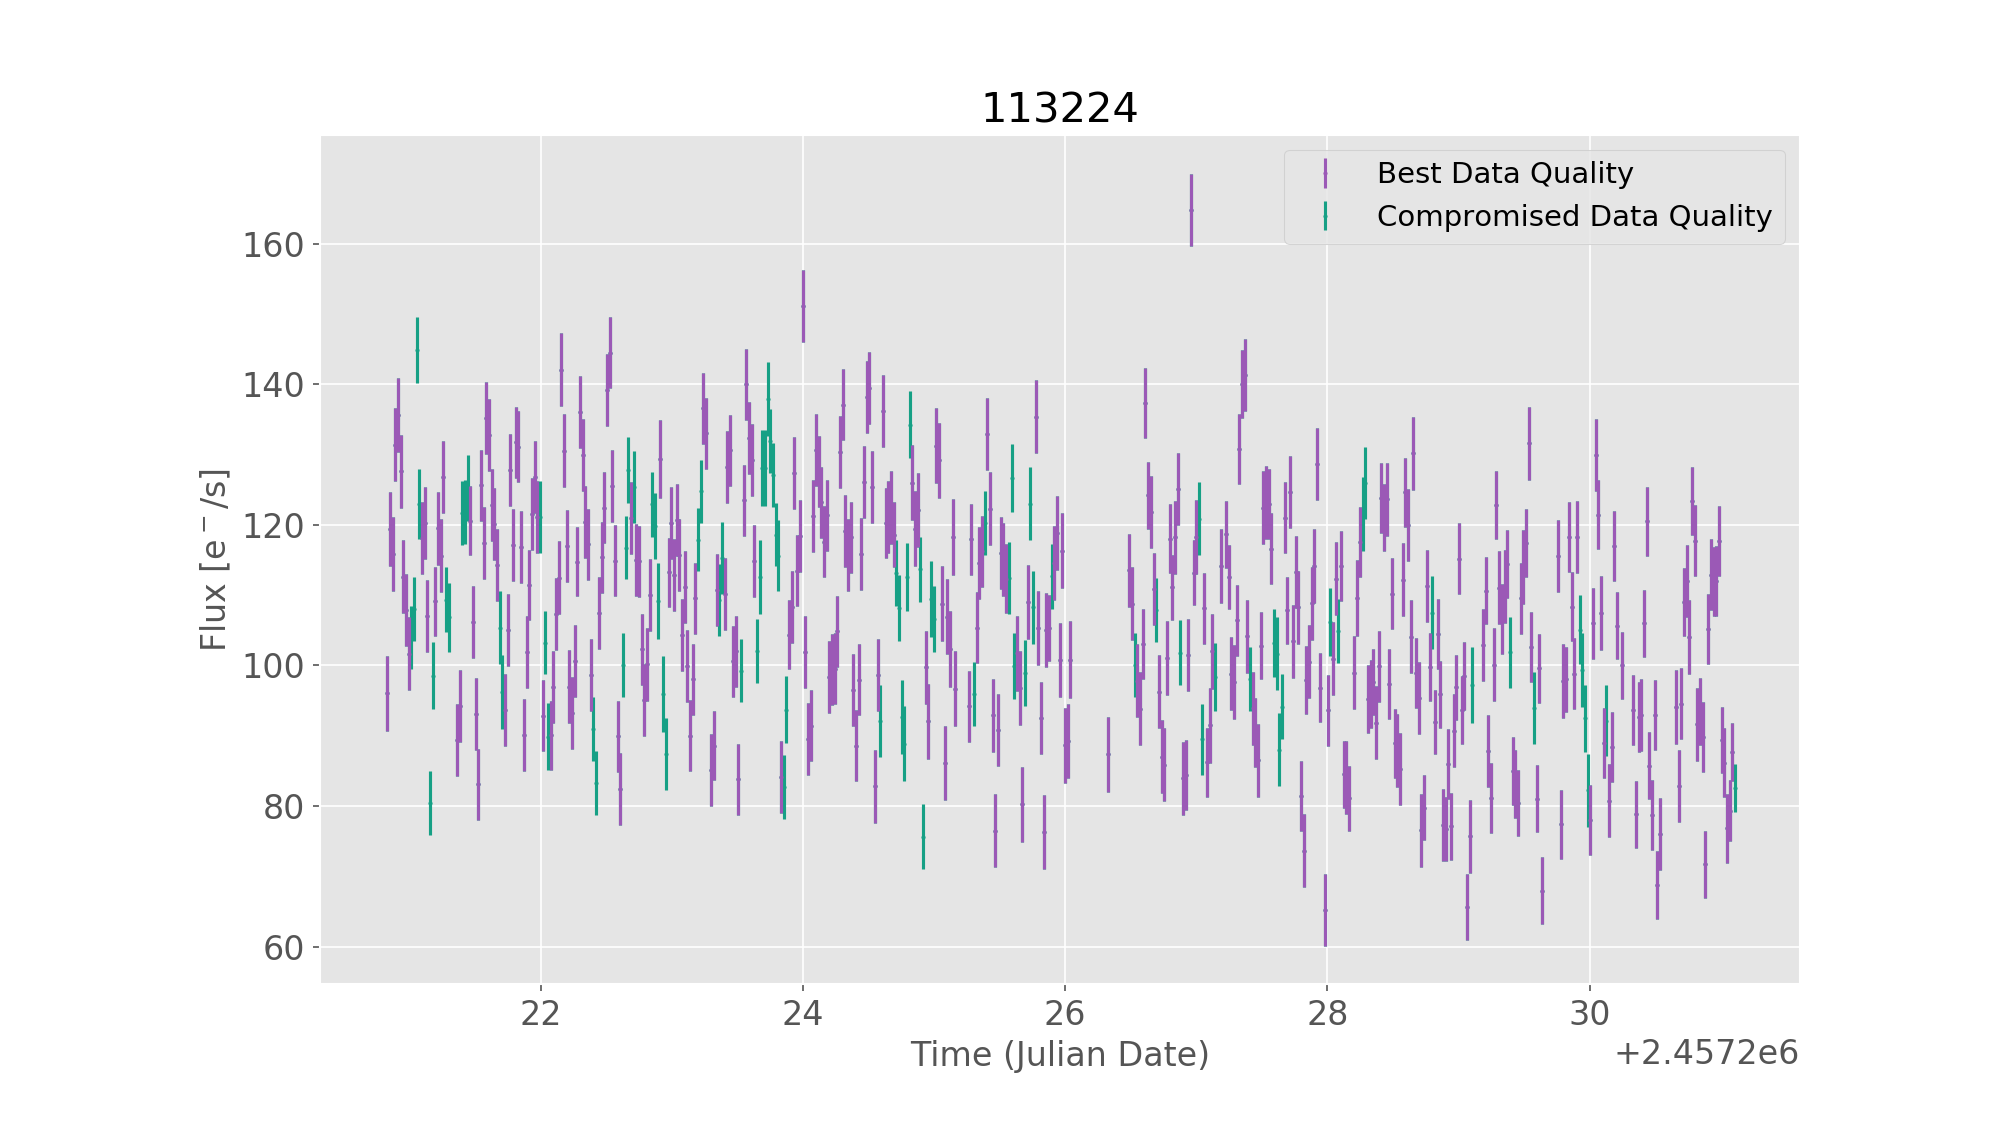 113224
Best Data Quality
Compromised Data Quality
160
140
120
100
80
60
Flux [e⁻/s]
22
24
26
28
30
Time (Julian Date)
+2.4572e6